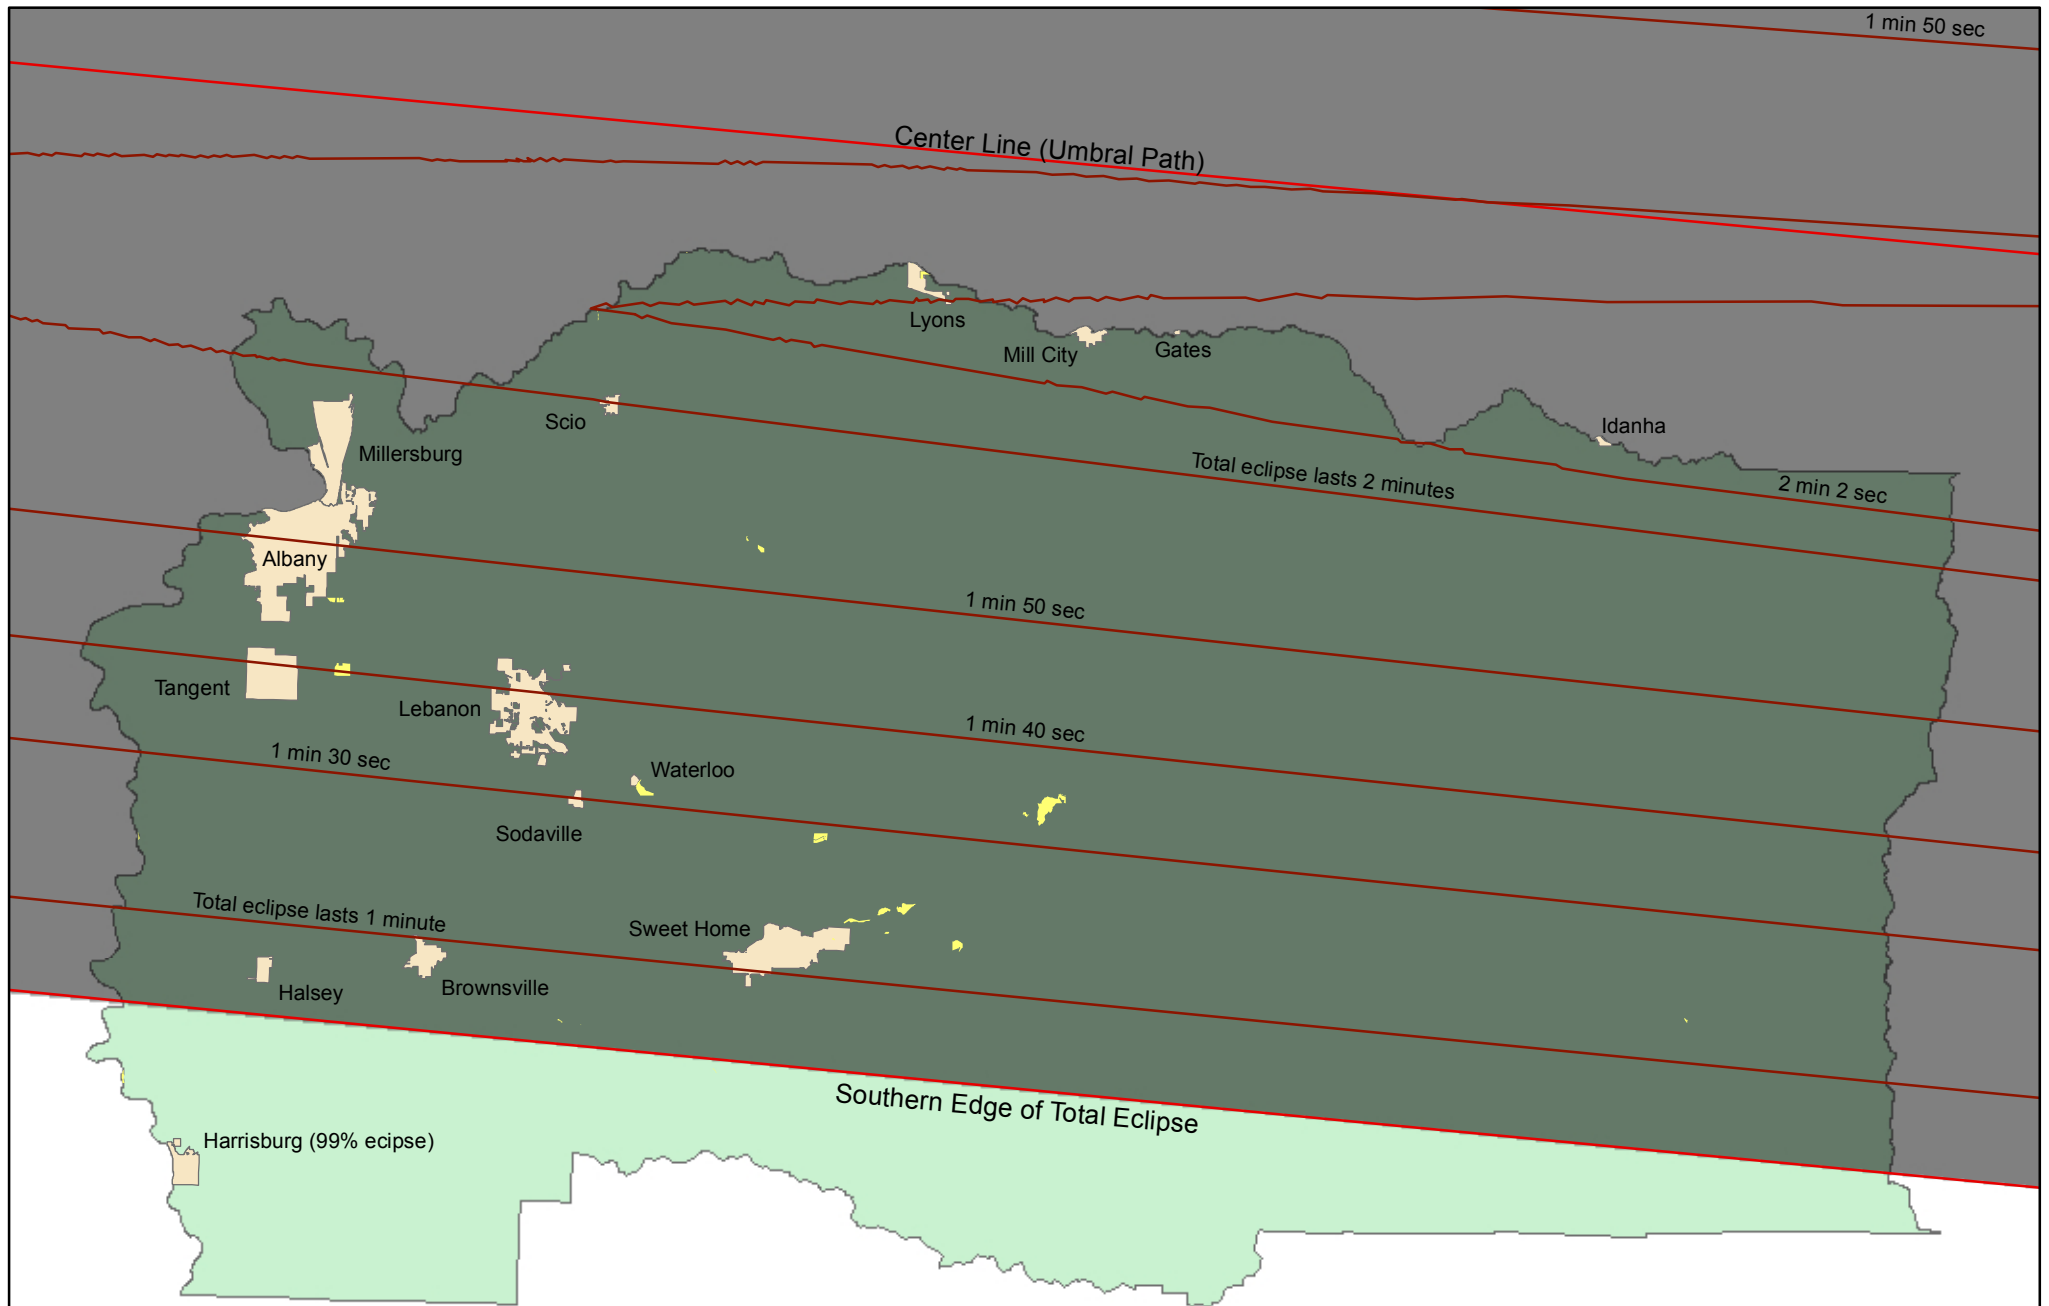 1 min 50 sec
Center Line (Umbral Path)
Lyons
Mill City
Gates
Scio
Idanha
Millersburg
Total eclipse lasts 2 minutes
2 min 2 sec
Albany
1 min 50 sec
Tangent
Lebanon
1 min 40 sec
1 min 30 sec
Waterloo
Sodaville
Total eclipse lasts 1 minute
Sweet Home
Halsey
Brownsville
Southern Edge of Total Eclipse
Harrisburg (99% ecipse)